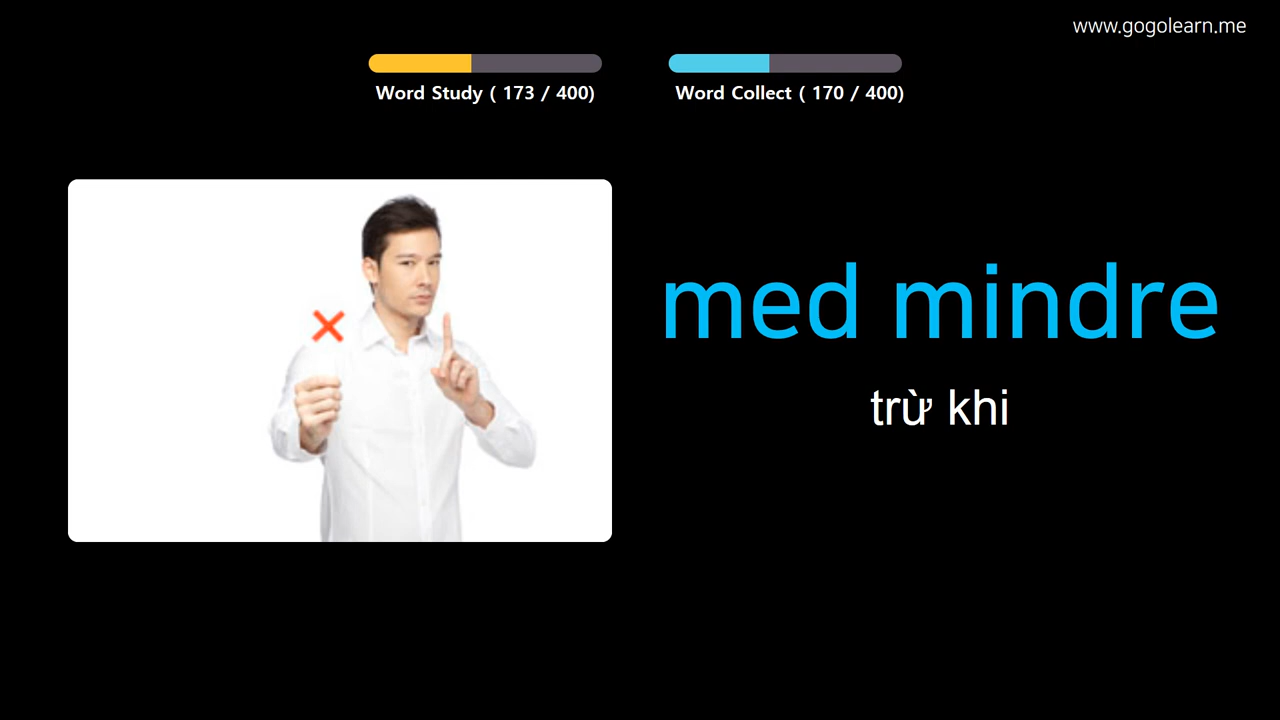 www.gogolearn.me
Word Study ( 173 / 400)
Word Collect ( 170 / 400)
med mindre
trừ khi